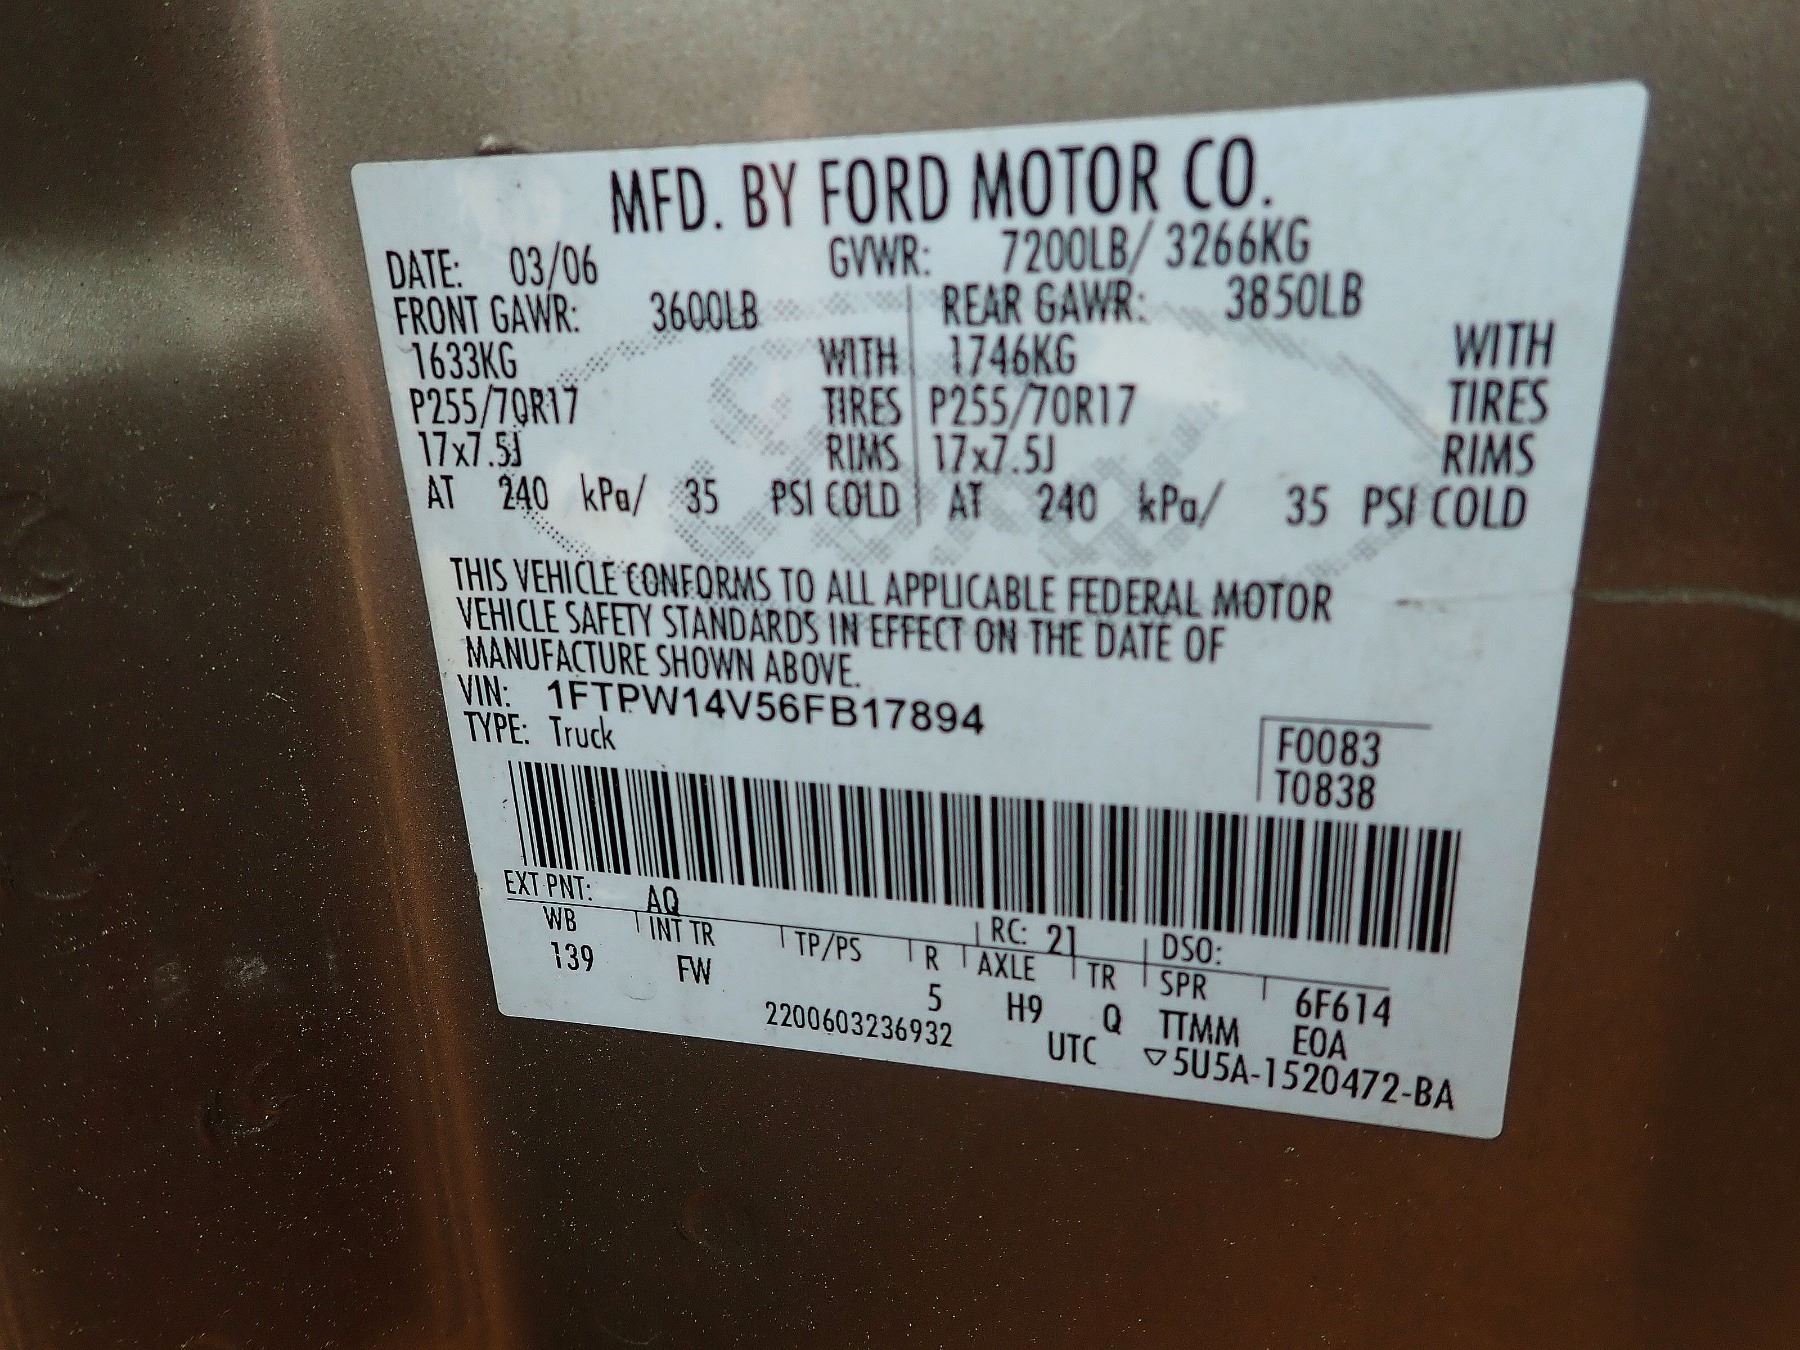 MFD. BY FORD MOTOR CO.
DATE: 03/06 GVWR: 7200LB/ 3266KG
FRONT GAWR: 3600LB REAR GAWR: 3850LB
1633KG WITH 1746KG WITH
P255/70R17 TIRES P255/70R17 TIRES
17x7.5J RIMS 17x7.5J RIMS
AT 240 kPa/ 35 PSI COLD AT 240 kPa/ 35 PSI COLD
THIS VEHICLE CONFORMS TO ALL APPLICABLE FEDERAL MOTOR
VEHICLE SAFETY STANDARDS IN EFFECT ON THE DATE OF
MANUFACTURE SHOWN ABOVE.
VIN: 1FTPW14V56FB17894
TYPE: Truck
F0083
T0838
EXT PNT: AQ RC: 21 DSO:
WB INT TR TP/PS R AXLE TR SPR 6F614
139 FW 5 H9 Q TTMM EOA
2200603236932 UTC ▽5U5A-1520472-BA